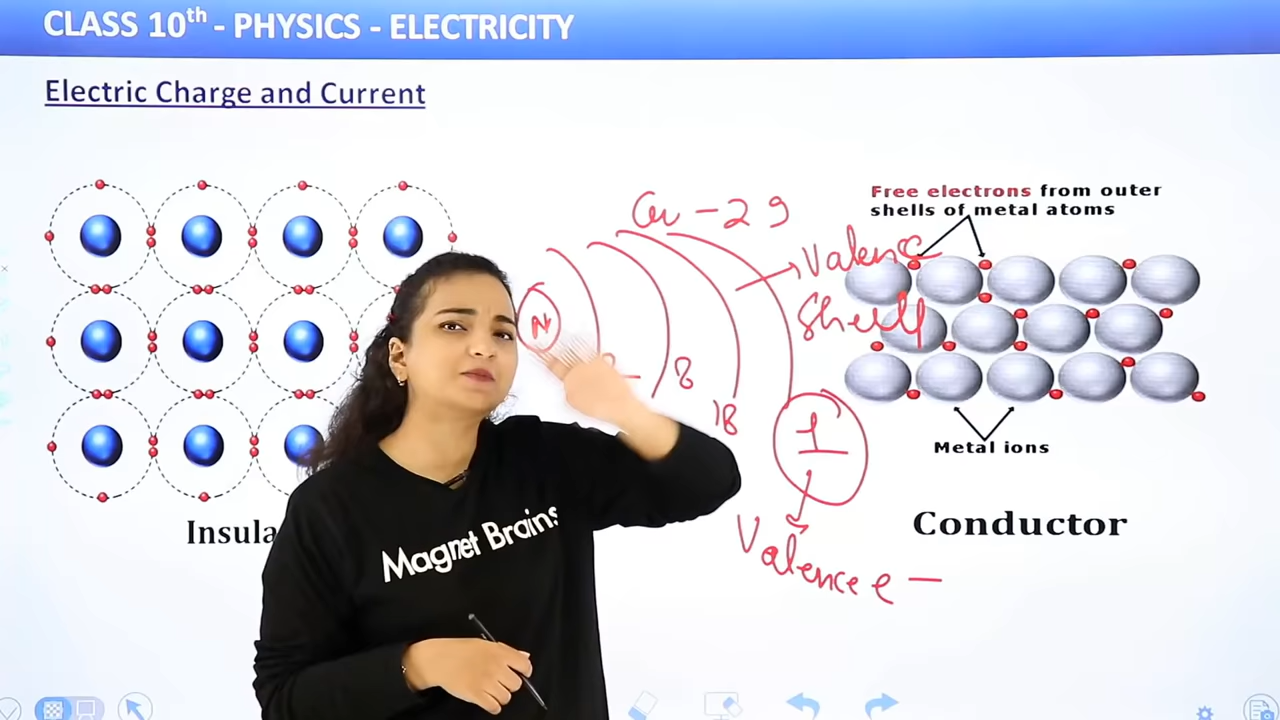 CLASS 10th - PHYSICS - ELECTRICITY
Electric Charge and Current
Cu - 29
Free electrons from outer
shells of metal atoms
Valence
Shell
N
8
18
1
Metal ions
Insula
Conductor
Magnet Brains
Valence e -